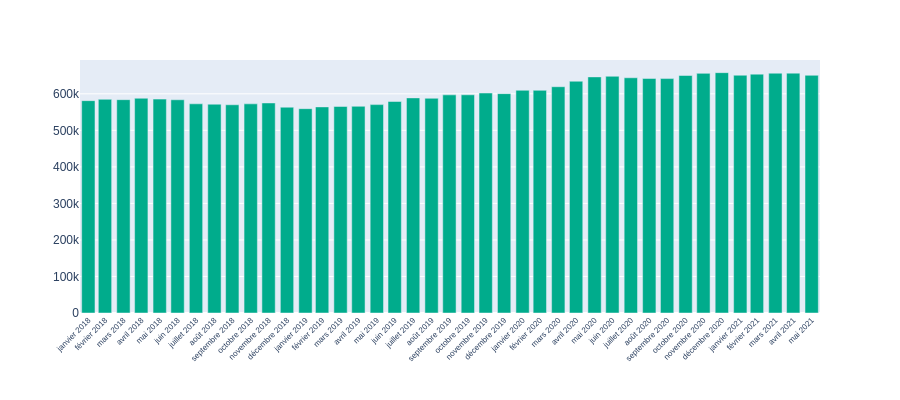 600k
500k
400k
300k
200k
100k
0
janvier 2018
février 2018
mars 2018
avril 2018
mai 2018
juin 2018
juillet 2018
août 2018
septembre 2018
octobre 2018
novembre 2018
décembre 2018
janvier 2019
février 2019
mars 2019
avril 2019
mai 2019
juin 2019
juillet 2019
août 2019
septembre 2019
octobre 2019
novembre 2019
décembre 2019
janvier 2020
février 2020
mars 2020
avril 2020
mai 2020
juin 2020
juillet 2020
août 2020
septembre 2020
octobre 2020
novembre 2020
décembre 2020
janvier 2021
février 2021
mars 2021
avril 2021
mai 2021